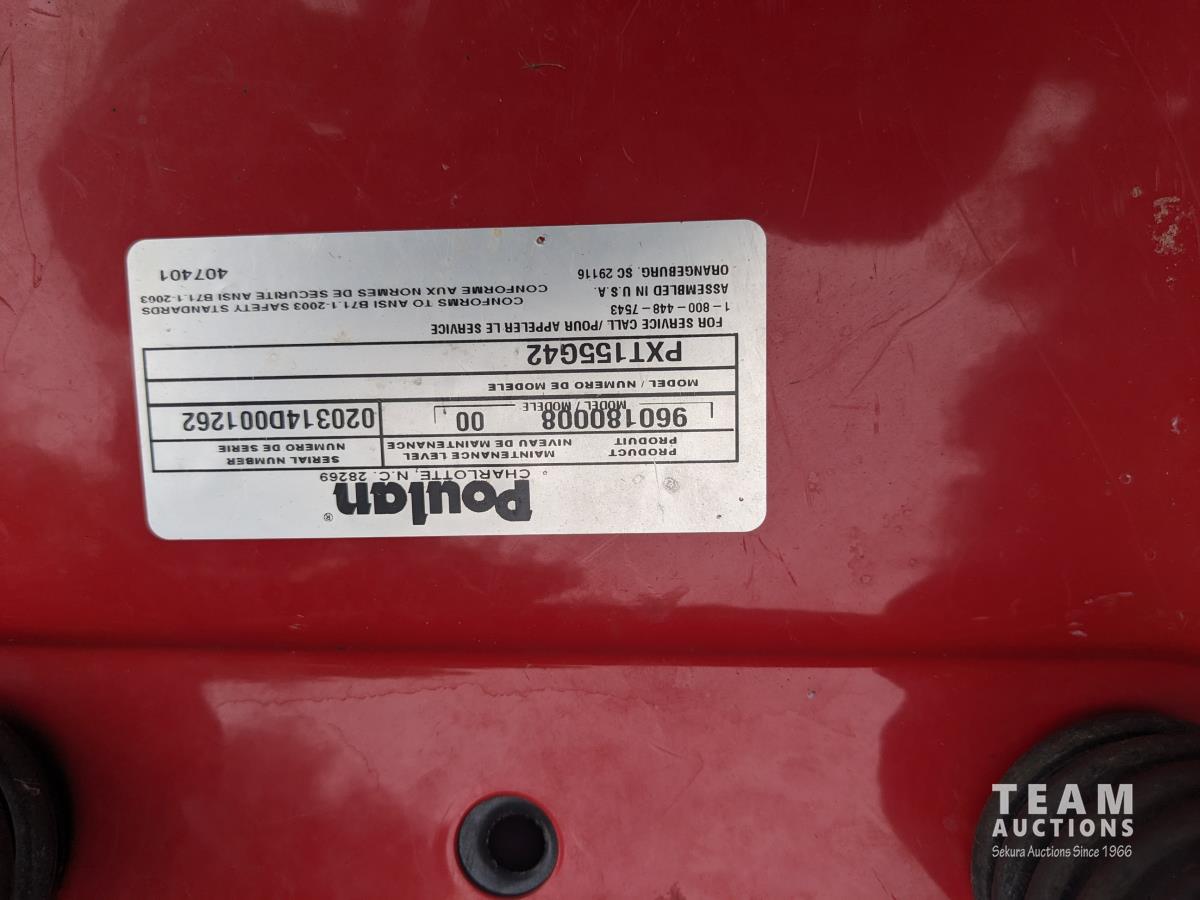 Poulan®
CHARLOTTE, N.C. 28269
PRODUCT MAINTENANCE LEVEL SERIAL NUMBER
PRODUIT NIVEAU DE MAINTENANCE NUMERO DE SERIE
960180008 00 020314D001262
MODEL / MODELE
MODEL / NUMERO DE MODELE
PXT155G42
FOR SERVICE CALL /POUR APPELER LE SERVICE
1-800-448-7543
CONFORMS TO ANSI B71.1-2003 SAFETY STANDARDS
ASSEMBLED IN U.S.A.
CONFORME AUX NORMES DE SECURITE ANSI B71.1-2003
ORANGEBURG, SC 29116
407401
TEAM
AUCTIONS
Sekura Auctions Since 1966